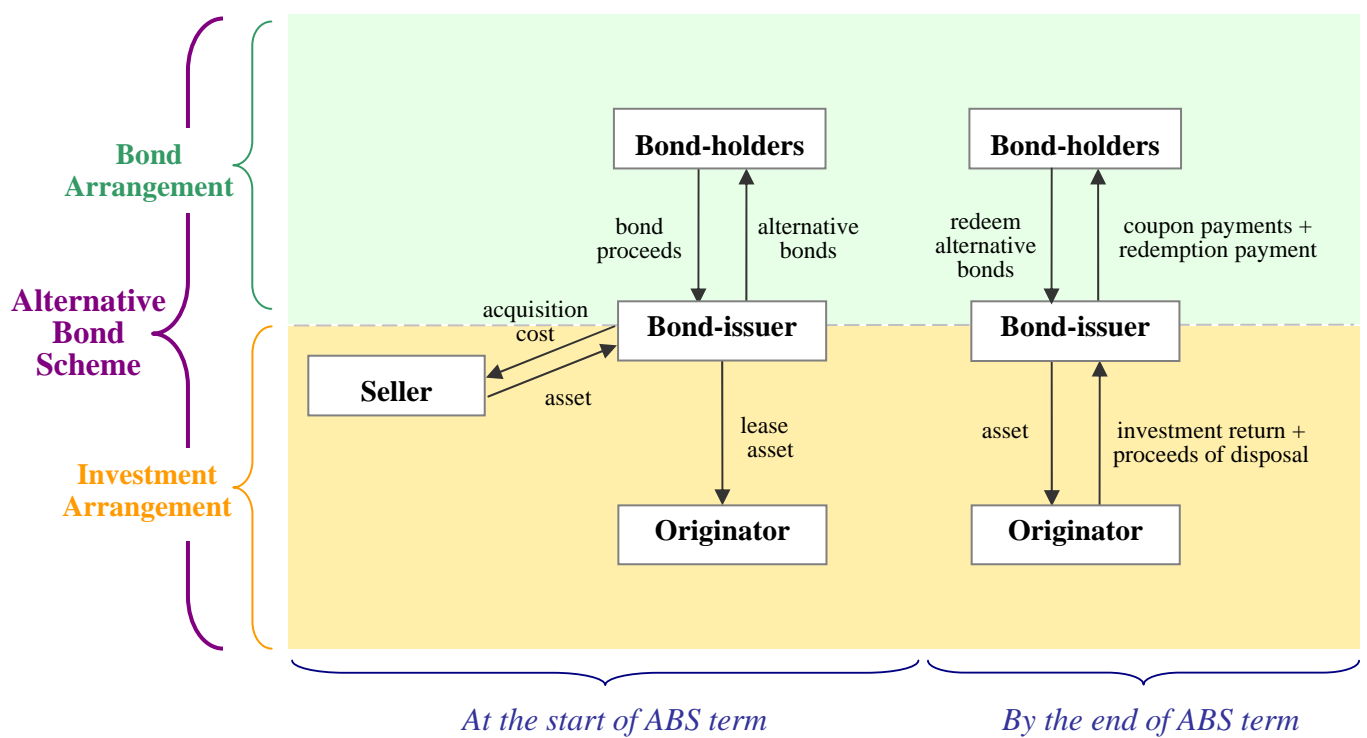 Bond
Arrangement
Alternative
Bond
Scheme
Investment
Arrangement
Bond-holders
bond
proceeds
alternative
bonds
Bond-issuer
acquisition
cost
Seller
asset
lease
asset
Originator
Bond-holders
redeem
alternative
bonds
coupon payments +
redemption payment
Bond-issuer
asset
investment return +
proceeds of disposal
Originator
At the start of ABS term
By the end of ABS term